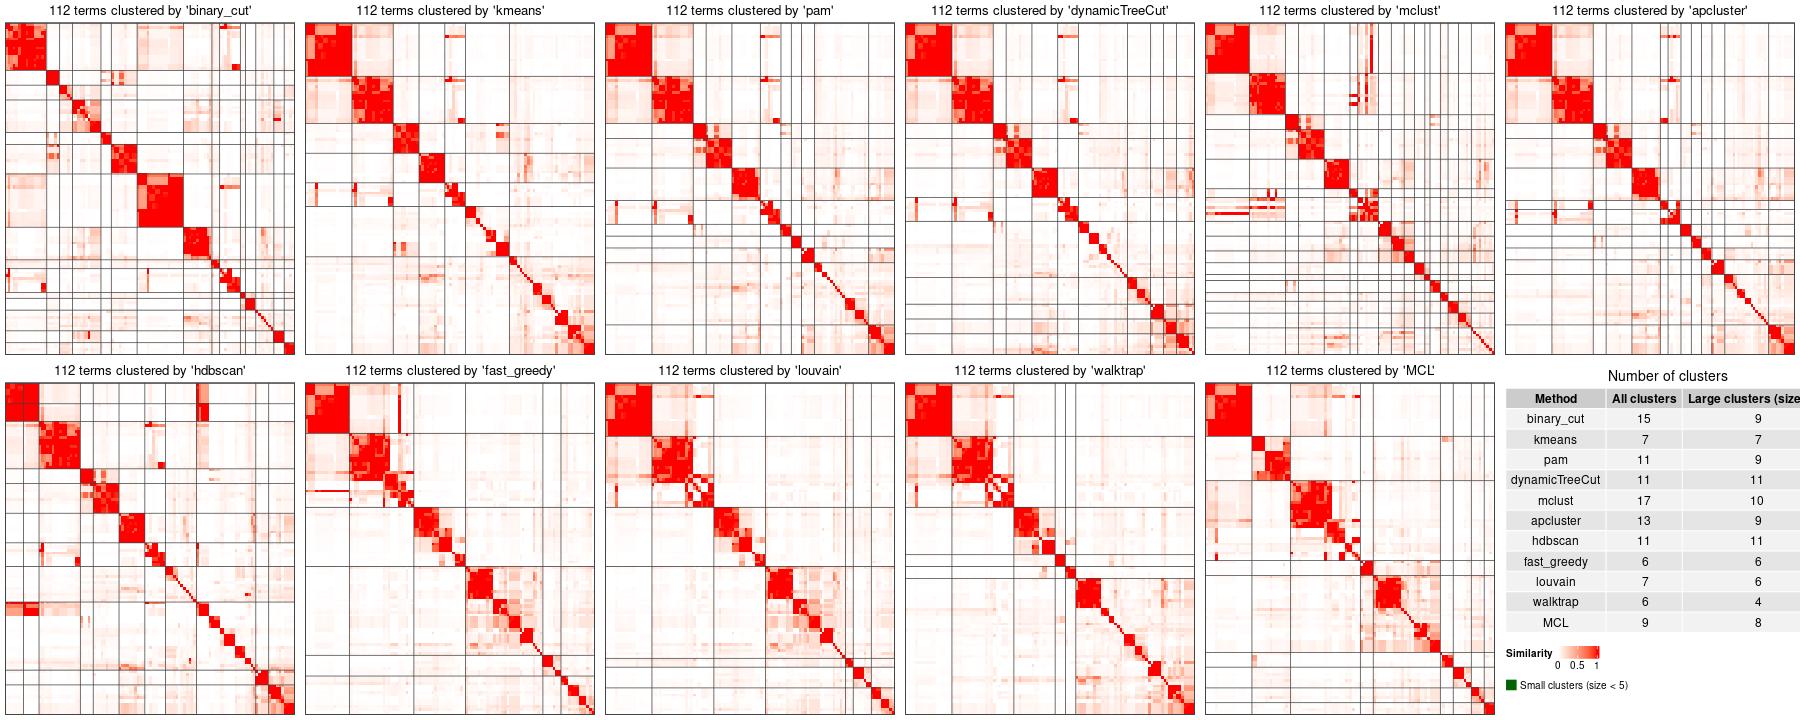 112 terms clustered by 'binary_cut'
112 terms clustered by 'kmeans'
112 terms clustered by 'pam'
112 terms clustered by 'dynamicTreeCut'
112 terms clustered by 'mclust'
112 terms clustered by 'apcluster'
112 terms clustered by 'hdbscan'
112 terms clustered by 'fast_greedy'
112 terms clustered by 'louvain'
112 terms clustered by 'walktrap'
112 terms clustered by 'MCL'
Number of clusters
Method All clusters Large clusters (size
binary_cut 15 9
kmeans 7 7
pam 11 9
dynamicTreeCut 11 11
mclust 17 10
apcluster 13 9
hdbscan 11 11
fast_greedy 6 6
louvain 7 6
walktrap 6 4
MCL 9 8
Similarity
0 0.5 1
Small clusters (size < 5)